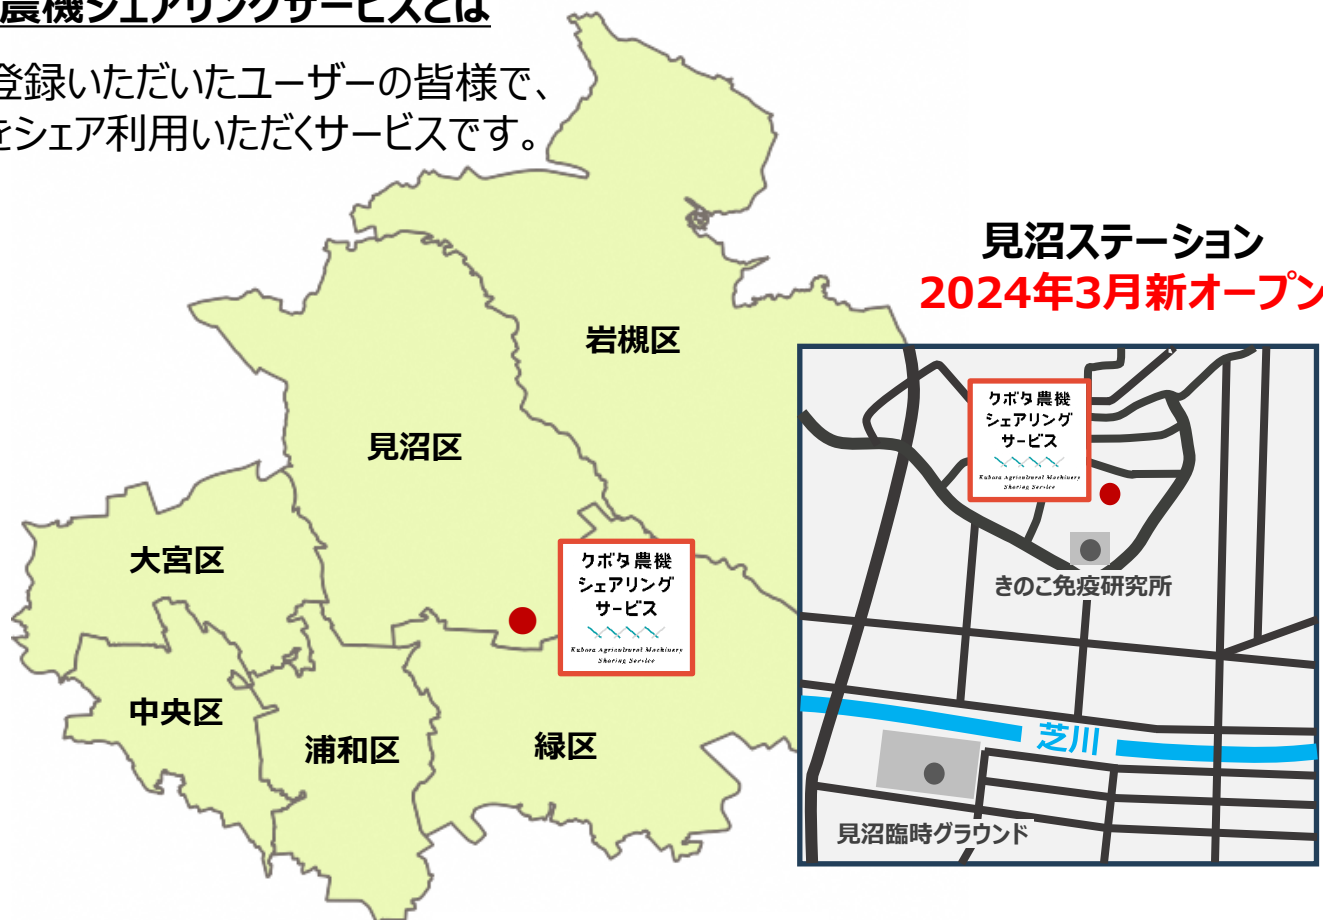 農機シェアリングサービスとは
登録いただいたユーザーの皆様で、
をシェア利用いただくサービスです。
見沼ステーション
2024年3月新オープン
岩槻区
見沼区
大宮区
中央区
浦和区
緑区
クボタ農機
シェアリング
サービス
Kubota Agricultural Machinery
Sharing Service
クボタ農機
シェアリング
サービス
Kubota Agricultural Machinery
Sharing Service
きのこ免疫研究所
芝川
見沼臨時グラウンド